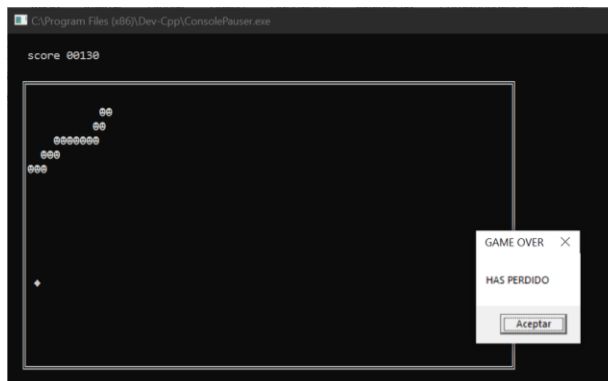 C:\Program Files (x86)\Dev-Cpp\ConsolePauser.exe
score 00130
GAME OVER
HAS PERDIDO
Aceptar